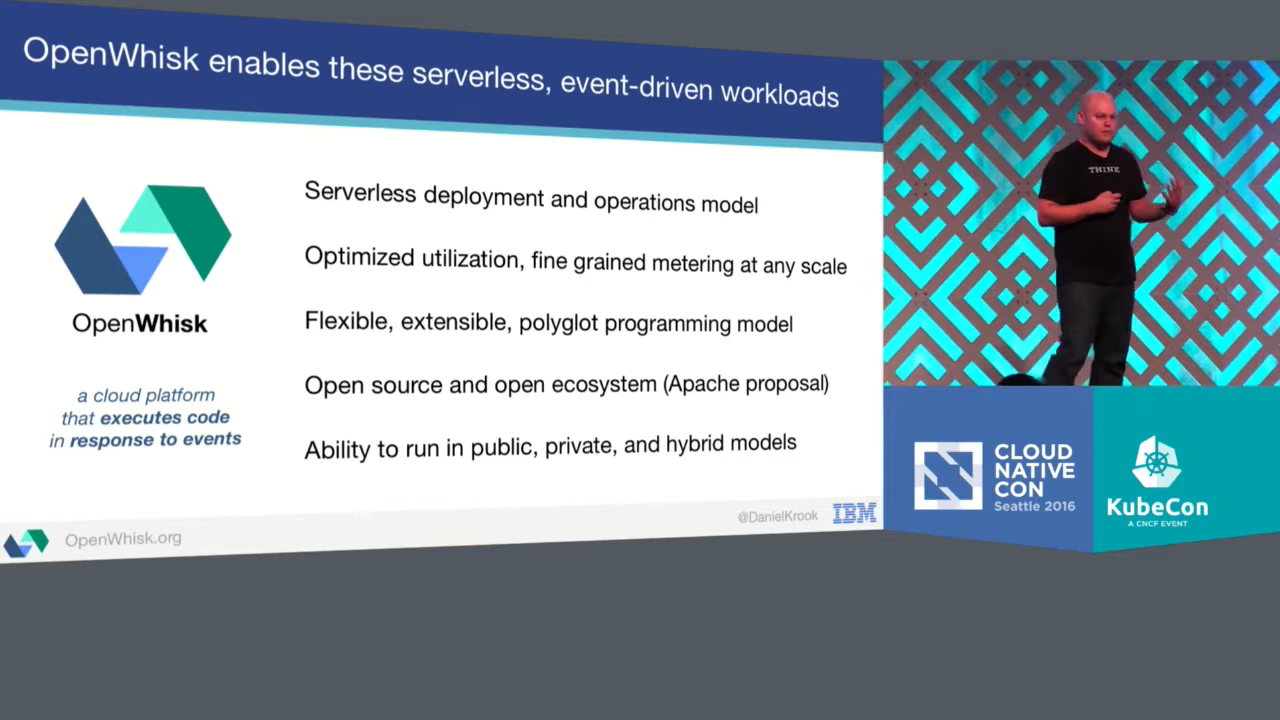 OpenWhisk enables these serverless, event-driven workloads
OpenWhisk
a cloud platform
that executes code
in response to events
Serverless deployment and operations model
Optimized utilization, fine grained metering at any scale
Flexible, extensible, polyglot programming model
Open source and open ecosystem (Apache proposal)
Ability to run in public, private, and hybrid models
OpenWhisk.org
@DanielKrook
IBM
THINK
CLOUD
NATIVE
CON
Seattle 2016
KubeCon
A CNCF EVENT